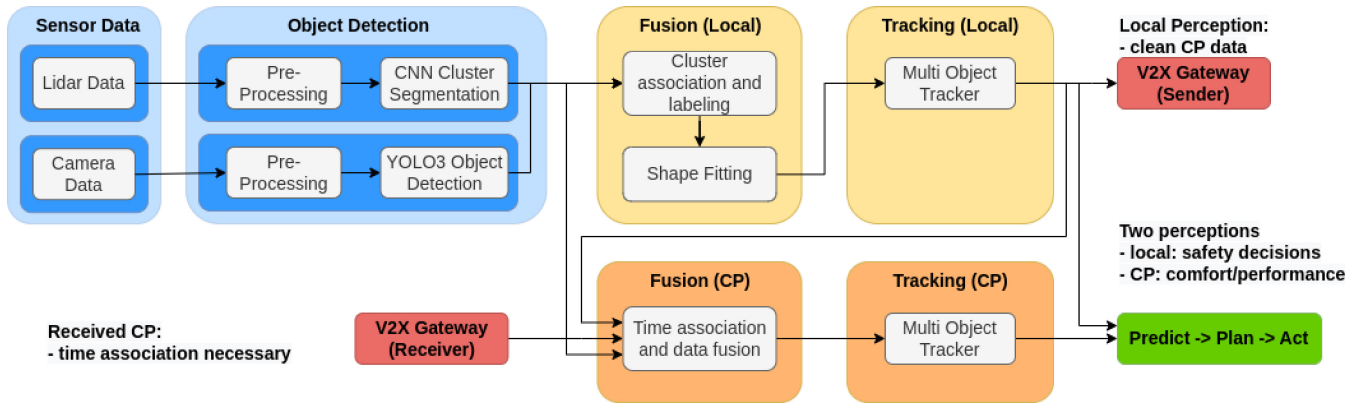 Sensor Data
Lidar Data
Camera
Data
Object Detection
Pre-
Processing
CNN Cluster
Segmentation
Pre-
Processing
YOLO3 Object
Detection
Fusion (Local)
Cluster
association and
labeling
Shape Fitting
Tracking (Local)
Multi Object
Tracker
Local Perception:
- clean CP data
V2X Gateway
(Sender)
Two perceptions
- local: safety decisions
- CP: comfort/performance
Received CP:
- time association necessary
V2X Gateway
(Receiver)
Fusion (CP)
Time association
and data fusion
Tracking (CP)
Multi Object
Tracker
Predict -> Plan -> Act